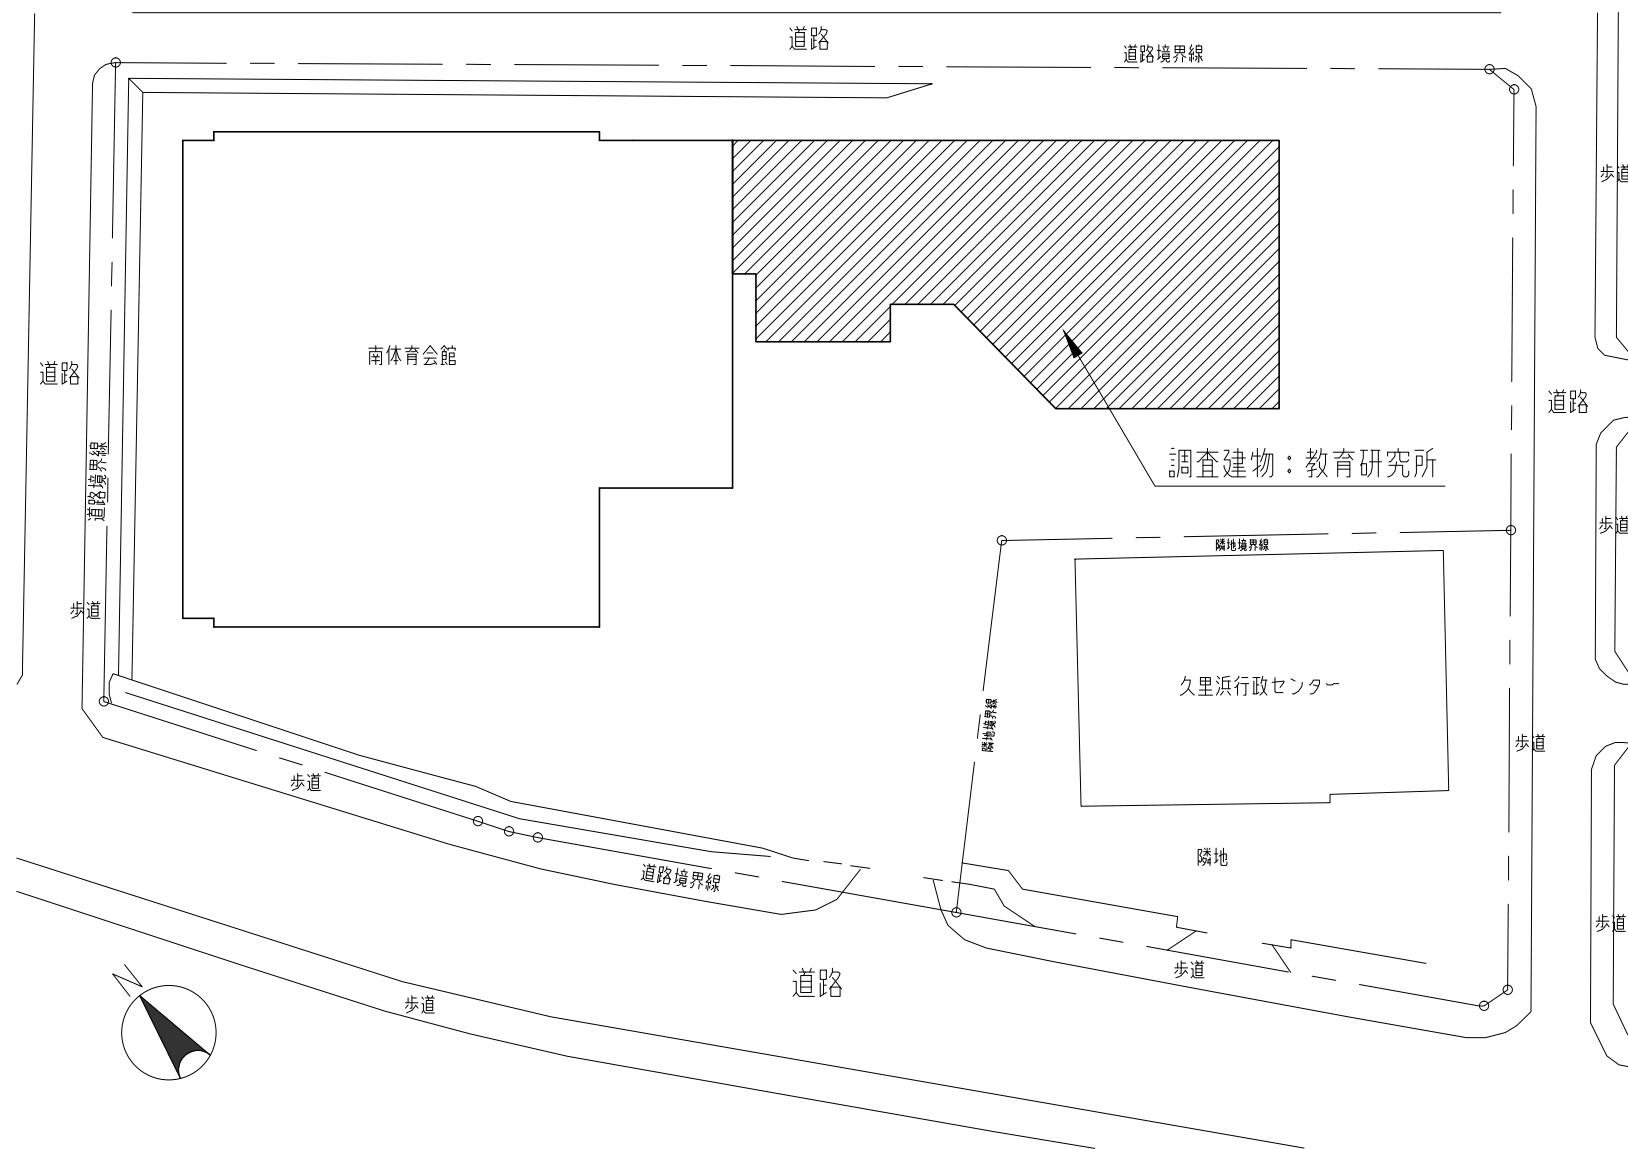 道路
道路境界線
歩道
南体育会館
道路
道路
道路境界線
調査建物：教育研究所
歩道
隣地境界線
歩道
久里浜行政センター
隣地境界線
歩道
歩道
道路境界線
隣地
歩道
歩道
道路
歩道
N